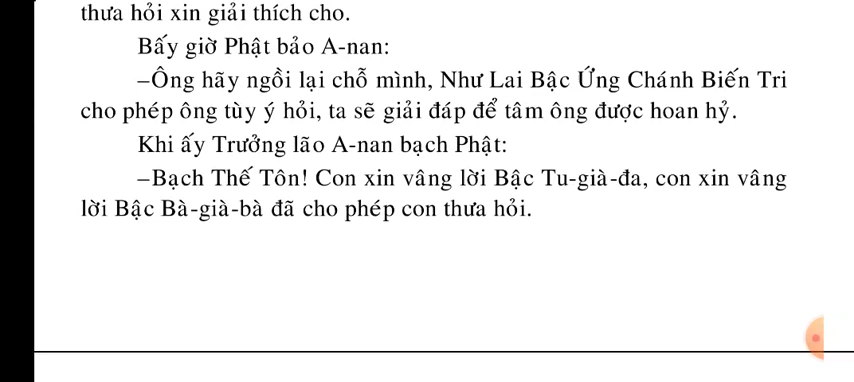 thưa hỏi xin giải thích cho.
Bấy giờ Phật bảo A-nan:
–Ông hãy ngồi lại chỗ mình, Như Lai Bậc Ứng Chánh Biến Tri
cho phép ông tùy ý hỏi, ta sẽ giải đáp để tâm ông được hoan hỷ.
Khi ấy Trưởng lão A-nan bạch Phật:
–Bạch Thế Tôn! Con xin vâng lời Bậc Tu-già-đa, con xin vâng
lời Bậc Bà-già-bà đã cho phép con thưa hỏi.